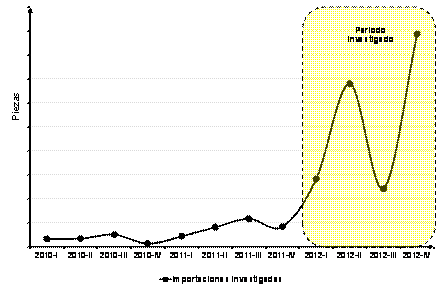 Periodo
investigado
Piezas
2010-I 2010-II 2010-III 2010-IV 2011-I 2011-II 2011-III 2011-IV 2012-I 2012-II 2012-III 2012-IV
Importaciones investigadas